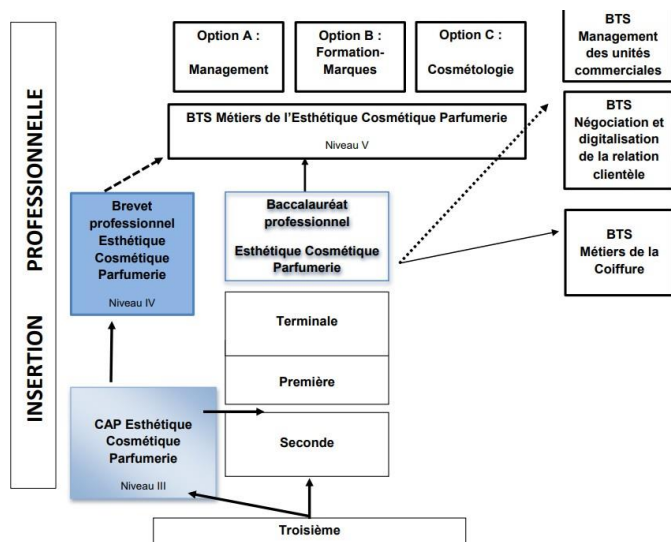 Option A :
Management
Option B :
Formation-
Marques
Option C :
Cosmétologie
BTS
Management
des unités
commerciales
BTS Métiers de l'Esthétique Cosmétique Parfumerie
Niveau V
BTS
Négociation et
digitalisation
de la relation
clientèle
Brevet
professionnel
Esthétique
Cosmétique
Parfumerie
Niveau IV
Baccalauréat
professionnel
Esthétique Cosmétique
Parfumerie
BTS
Métiers de la
Coiffure
Terminale
Première
Seconde
CAP Esthétique
Cosmétique
Parfumerie
Niveau III
Troisième
INSERTION PROFESSIONNELLE